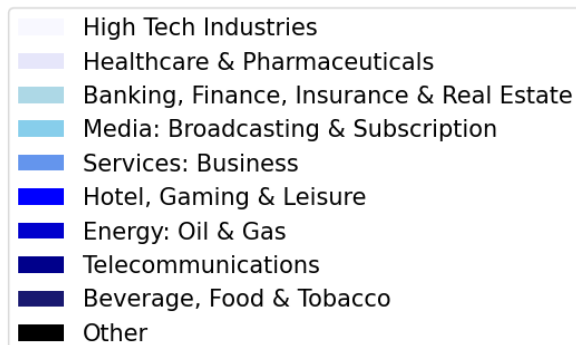 High Tech Industries
Healthcare & Pharmaceuticals
Banking, Finance, Insurance & Real Estate
Media: Broadcasting & Subscription
Services: Business
Hotel, Gaming & Leisure
Energy: Oil & Gas
Telecommunications
Beverage, Food & Tobacco
Other